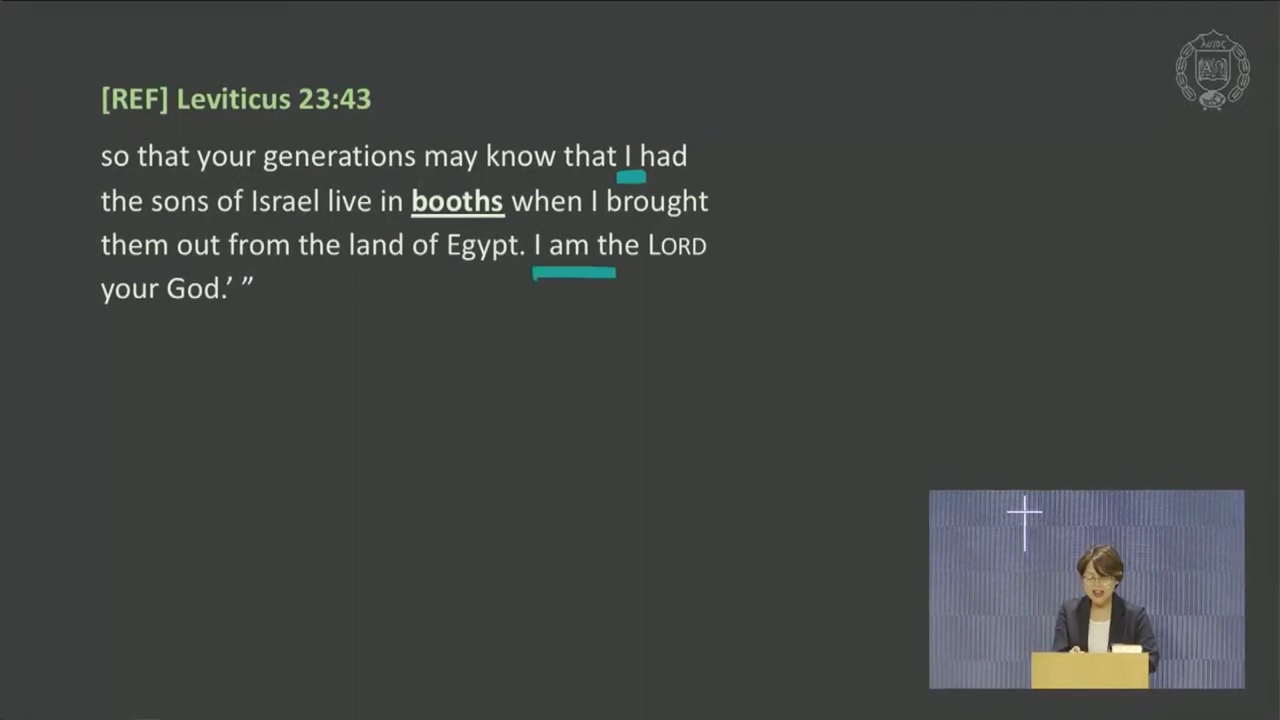 λογος
[REF] Leviticus 23:43
so that your generations may know that I had
the sons of Israel live in booths when I brought
them out from the land of Egypt. I am the LORD
your God.’ ”